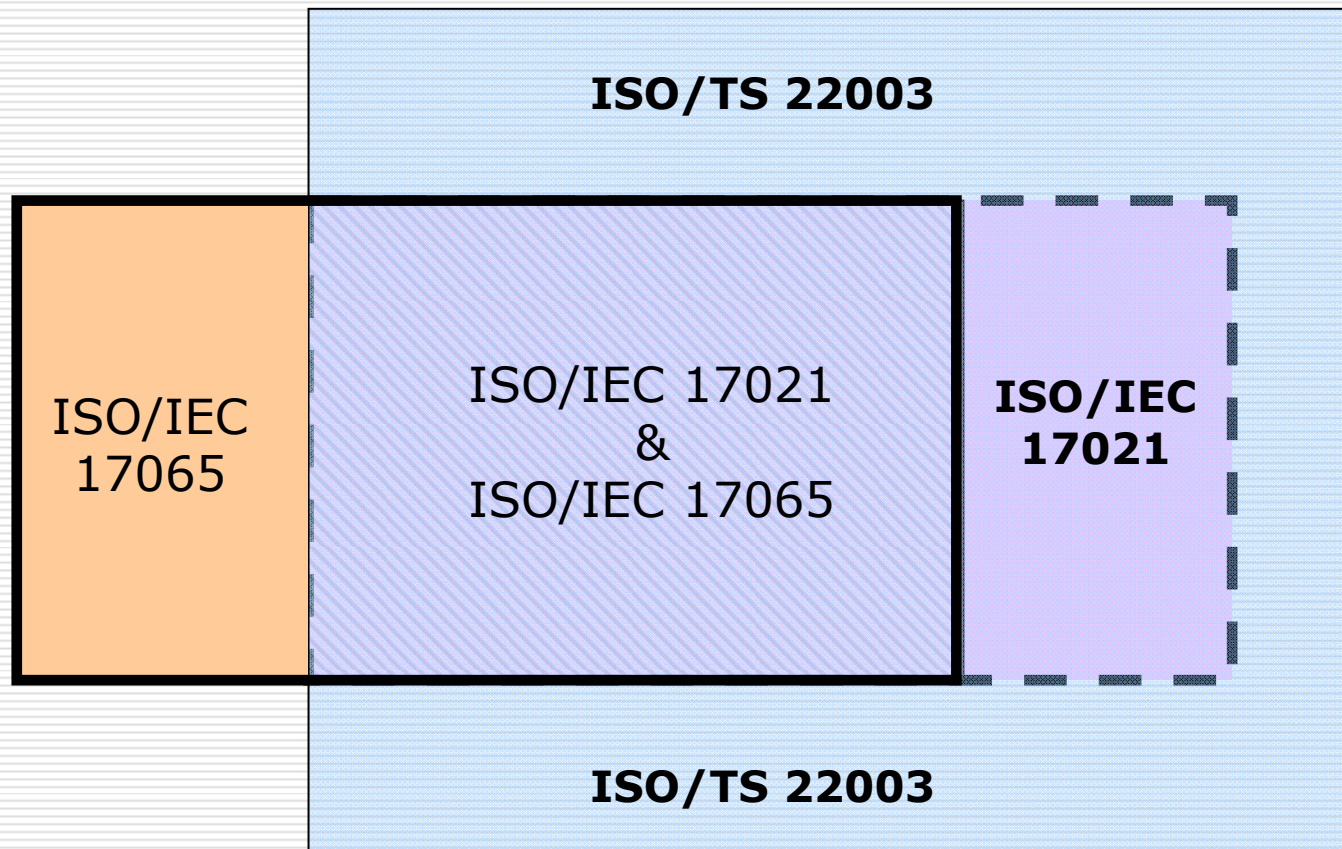 ISO/TS 22003
ISO/IEC
17065
ISO/IEC 17021
&
ISO/IEC 17065
ISO/IEC
17021
ISO/TS 22003